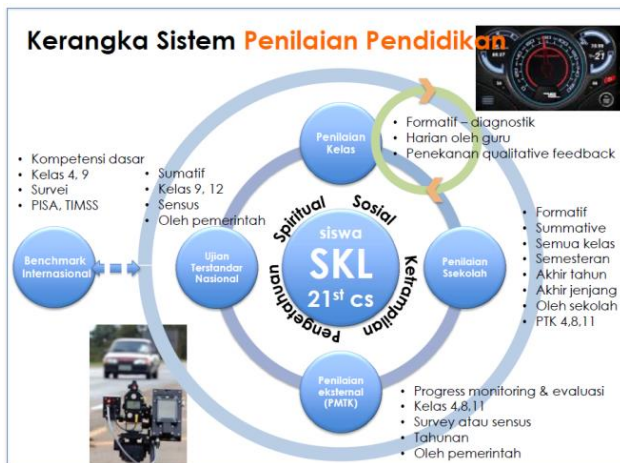 Kerangka Sistem Penilaian Pendidikan
Penilaian
Kelas
• Formatif – diagnostik
• Harian oleh guru
• Penekanan qualitative feedback
• Kompetensi dasar
• Kelas 4, 9
• Survei
• PISA, TIMSS
• Sumatif
• Kelas 9, 12
• Sensus
• Oleh pemerintah
Benchmark
Internasional
Ujian
Terstandar
Nasional
Spiritual
Sosial
Ketrampilan
Pengetahuan
siswa
SKL
21st cs
Penilaian
Ssekolah
• Formatif
• Summative
• Semua kelas
• Semesteran
• Akhir tahun
• Akhir jenjang
• Oleh sekolah
• PTK 4,8,11
Penilaian
eksternal
(PMTK)
• Progress monitoring & evaluasi
• Kelas 4,8,11
• Survey atau sensus
• Tahunan
• Oleh pemerintah